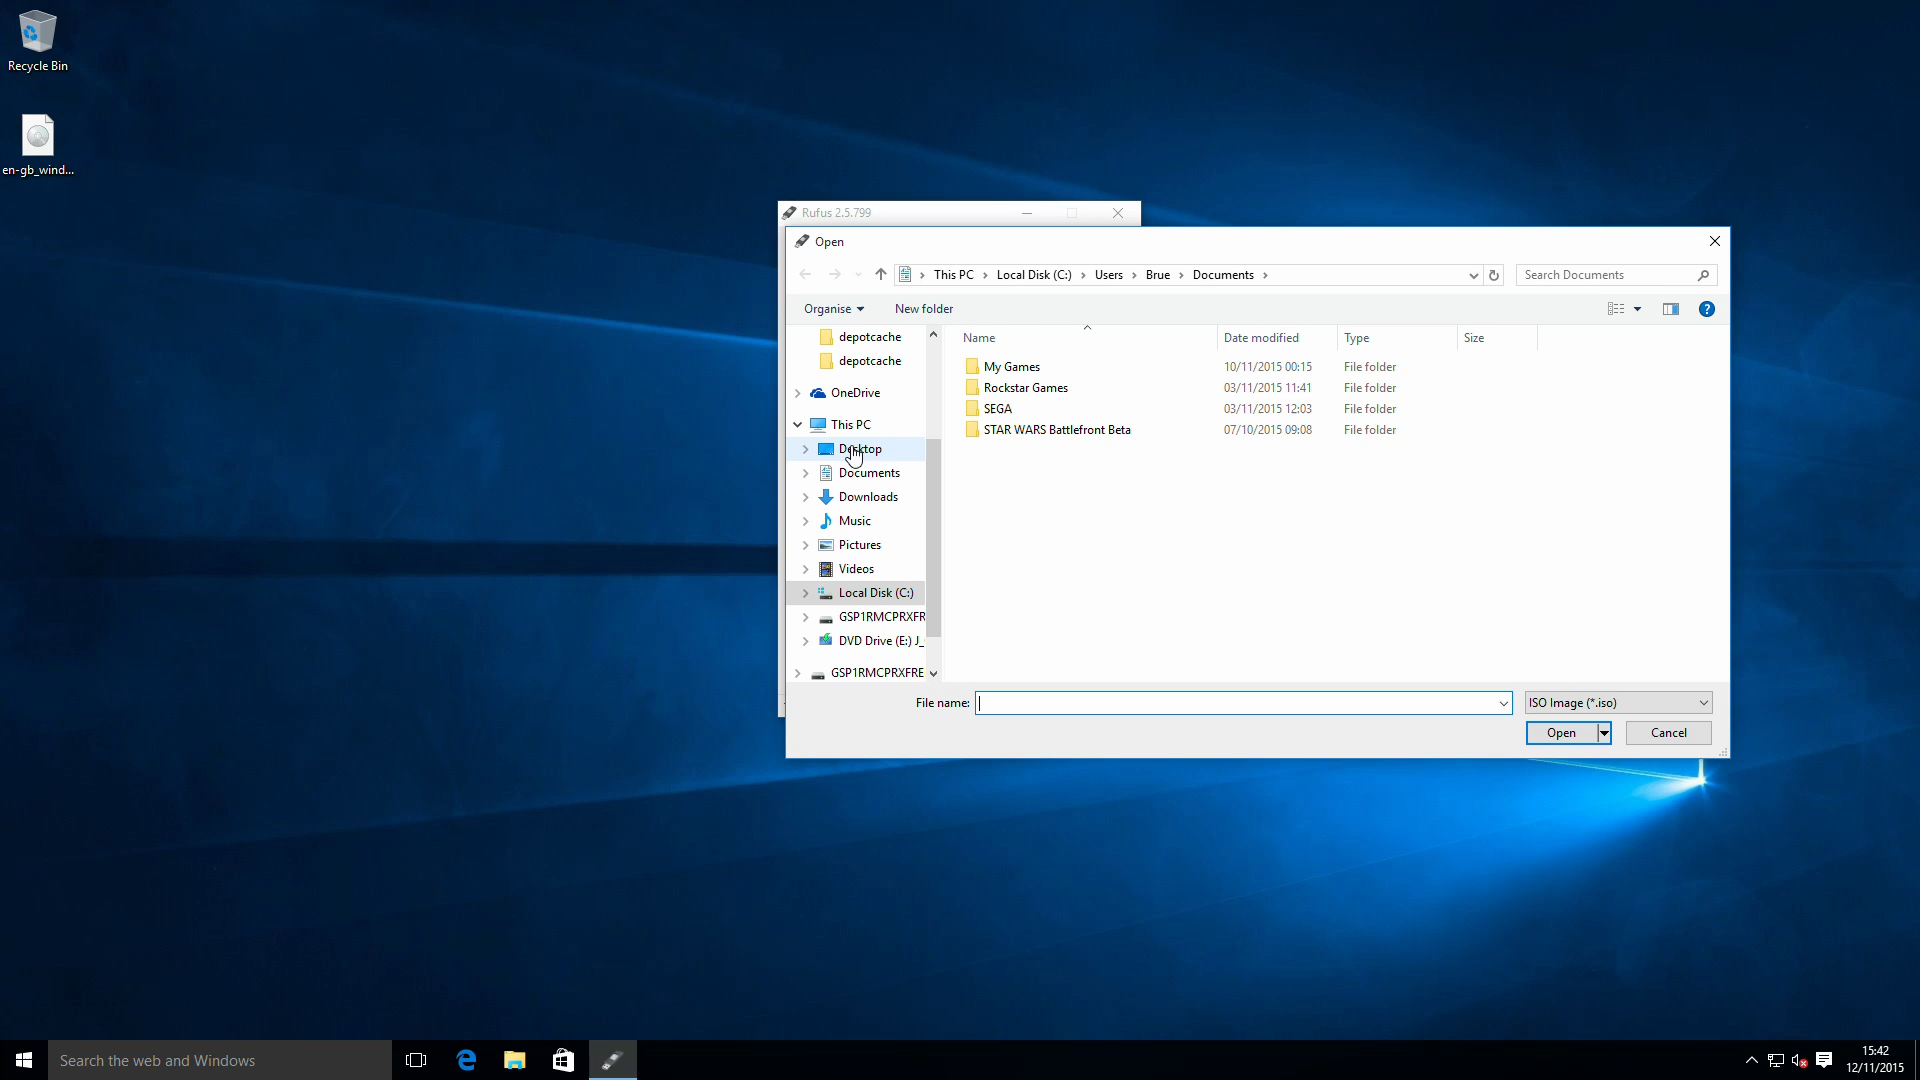 Recycle Bin
en-gb_wind...
Rufus 2.5.799
Open
This PC > Local Disk (C:) > Users > Brue > Documents >
Search Documents
Organise
New folder
depotcache
depotcache
OneDrive
This PC
Desktop
Documents
Downloads
Music
Pictures
Videos
Local Disk (C:)
GSP1RMCPRXFR
DVD Drive (E:) J_
GSP1RMCPRXFRE
Name Date modified Type Size
My Games 10/11/2015 00:15 File folder
Rockstar Games 03/11/2015 11:41 File folder
SEGA 03/11/2015 12:03 File folder
STAR WARS Battlefront Beta 07/10/2015 09:08 File folder
File name:
ISO Image (*.iso)
Open
Cancel
Search the web and Windows
15:42
12/11/2015